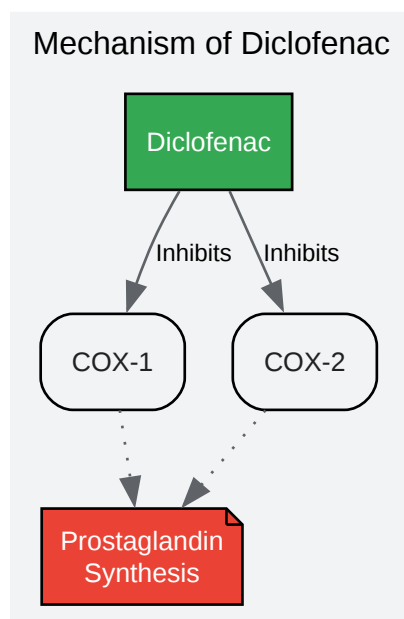 Mechanism of Diclofenac
Diclofenac
Inhibits
Inhibits
COX-1
COX-2
Prostaglandin
Synthesis